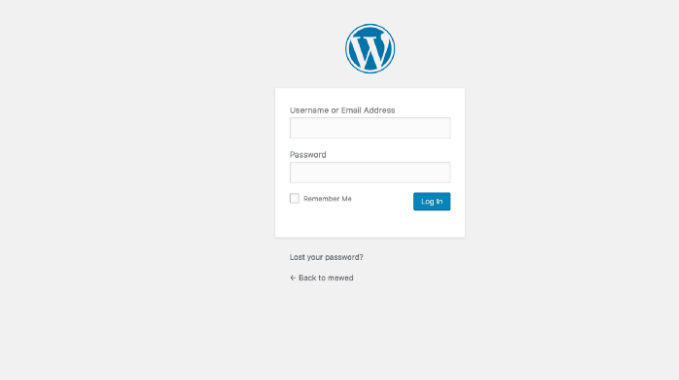 Username or Email Address
Password
Remember Me
Log In
Lost your password?
← Back to mewed